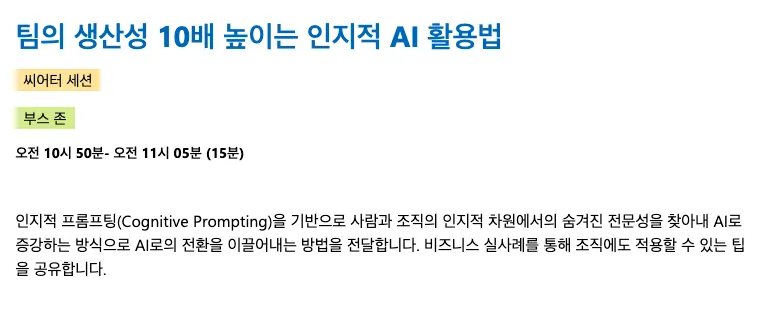 팀의 생산성 10배 높이는 인지적 AI 활용법
씨어터 세션
부스 존
오전 10시 50분- 오전 11시 05분 (15분)
인지적 프롬프팅(Cognitive Prompting)을 기반으로 사람과 조직의 인지적 차원에서의 숨겨진 전문성을 찾아내 AI로
증강하는 방식으로 AI로의 전환을 이끌어내는 방법을 전달합니다. 비즈니스 실사례를 통해 조직에도 적용할 수 있는 팁
을 공유합니다.